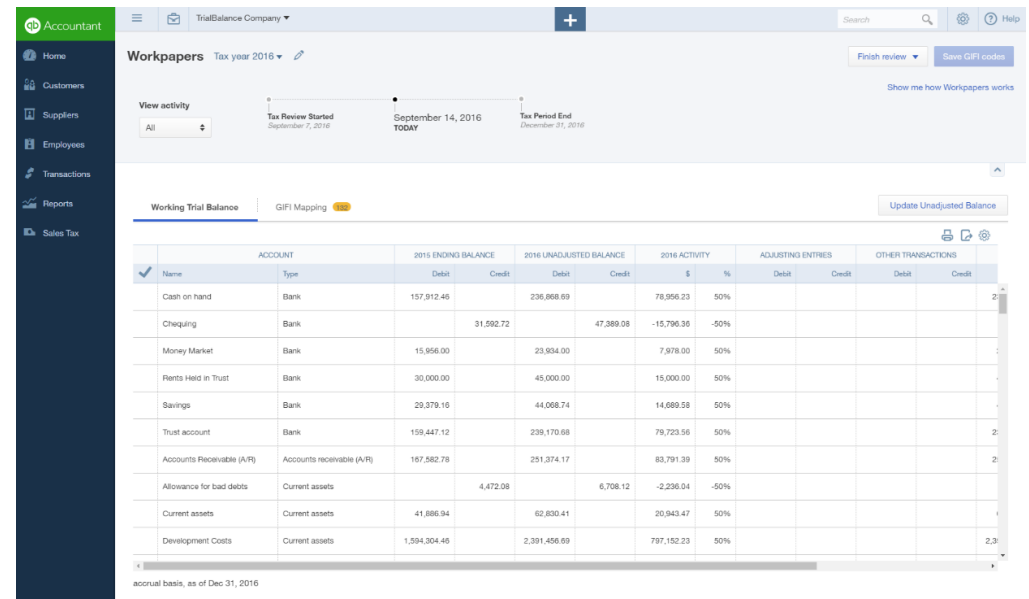 qb Accountant
TrialBalance Company
Search
Help
Home
Customers
Suppliers
Employees
Transactions
Reports
Sales Tax
Workpapers Tax year 2016
Finish review Save GIFI codes
Show me how Workpapers works
View activity
All
Tax Review Started
September 7, 2016
September 14, 2016
TODAY
Tax Period End
December 31, 2016
Working Trial Balance GIFI Mapping 132 Update Unadjusted Balance
ACCOUNT 2015 ENDING BALANCE 2016 UNADJUSTED BALANCE 2016 ACTIVITY ADJUSTING ENTRIES OTHER TRANSACTIONS
Name Type Debit Credit Debit Credit $ % Debit Credit Debit Credit
Cash on hand Bank 157,912.46 236,868.69 78,956.23 50%
Chequing Bank 31,592.72 47,389.08 -15,796.36 -50%
Money Market Bank 15,956.00 23,934.00 7,978.00 50%
Rents Held in Trust Bank 30,000.00 45,000.00 15,000.00 50%
Savings Bank 29,379.16 44,068.74 14,689.58 50%
Trust account Bank 159,447.12 239,170.68 79,723.56 50%
Accounts Receivable (A/R) Accounts receivable (A/R) 167,582.78 251,374.17 83,791.39 50%
Allowance for bad debts Current assets 4,472.08 6,708.12 -2,236.04 -50%
Current assets Current assets 41,886.94 62,830.41 20,943.47 50%
Development Costs Current assets 1,594,304.46 2,391,456.69 797,152.23 50%
accrual basis, as of Dec 31, 2016